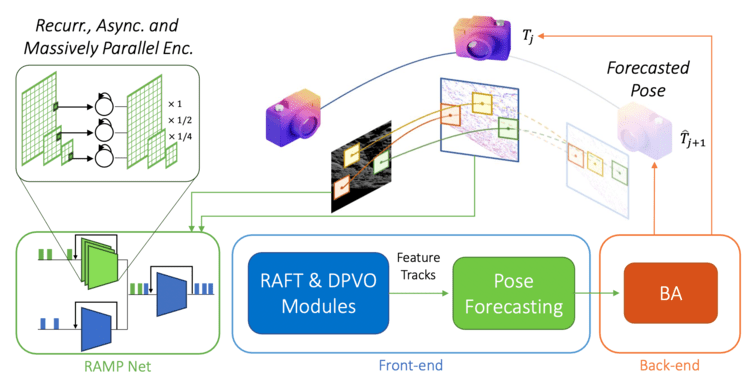 Recurr., Async. and
Massively Parallel Enc.
× 1
× 1/2
× 1/4
T_j
Forecasted
Pose
T̂_{j+1}
RAFT & DPVO
Modules
Feature
Tracks
Pose
Forecasting
BA
RAMP Net
Front-end
Back-end